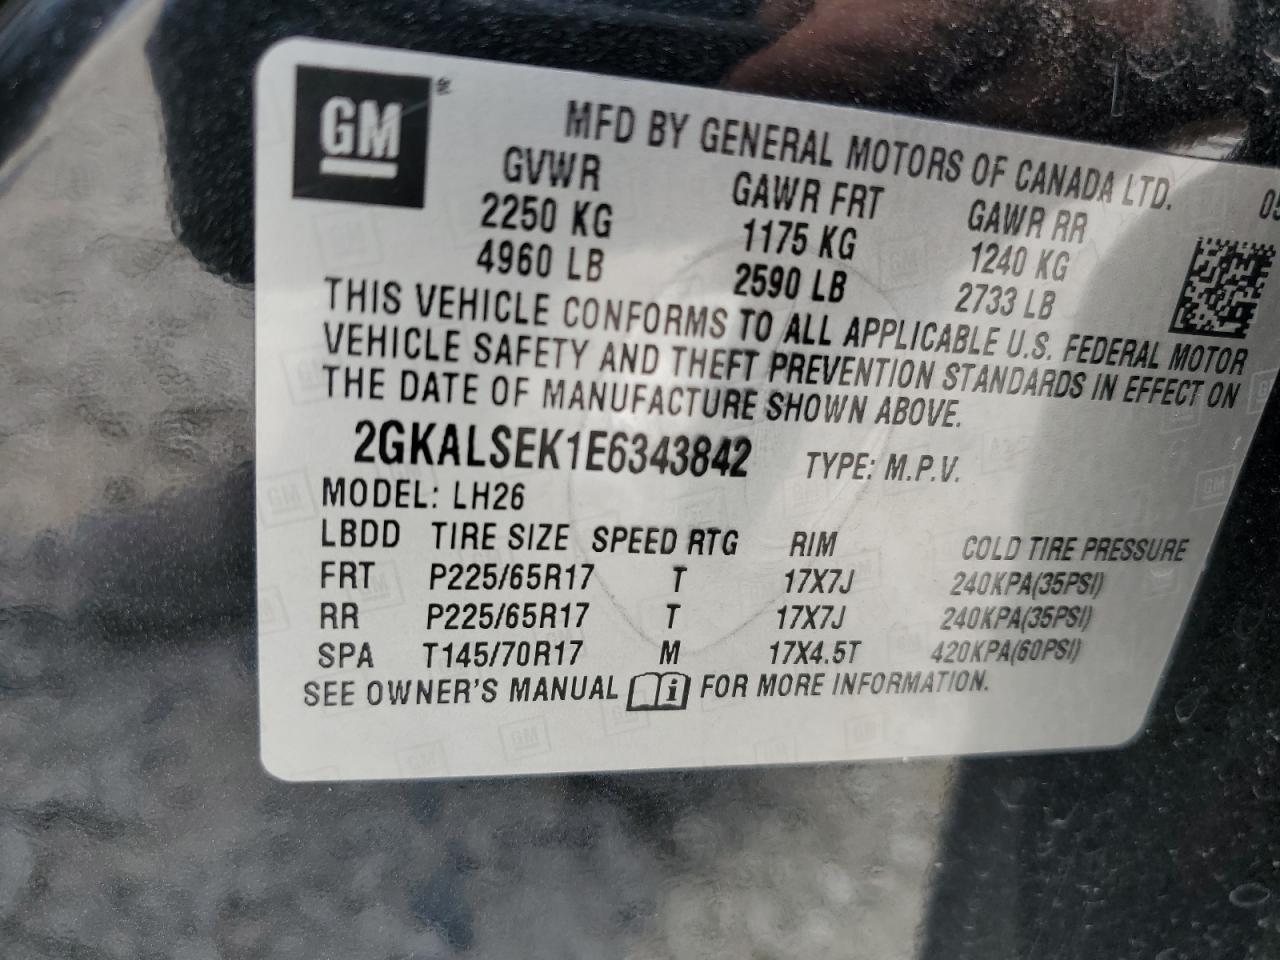 GM
MFD BY GENERAL MOTORS OF CANADA LTD.
GVWR GAWR FRT GAWR RR
2250 KG 1175 KG 1240 KG
4960 LB 2590 LB 2733 LB
THIS VEHICLE CONFORMS TO ALL APPLICABLE U.S. FEDERAL MOTOR
VEHICLE SAFETY AND THEFT PREVENTION STANDARDS IN EFFECT ON
THE DATE OF MANUFACTURE SHOWN ABOVE.
2GKALSEK1E6343842 TYPE: M.P.V.
MODEL: LH26
LBDD TIRE SIZE SPEED RTG RIM COLD TIRE PRESSURE
FRT P225/65R17 T 17X7J 240KPA(35PSI)
RR P225/65R17 T 17X7J 240KPA(35PSI)
SPA T145/70R17 M 17X4.5T 420KPA(60PSI)
SEE OWNER'S MANUAL FOR MORE INFORMATION.